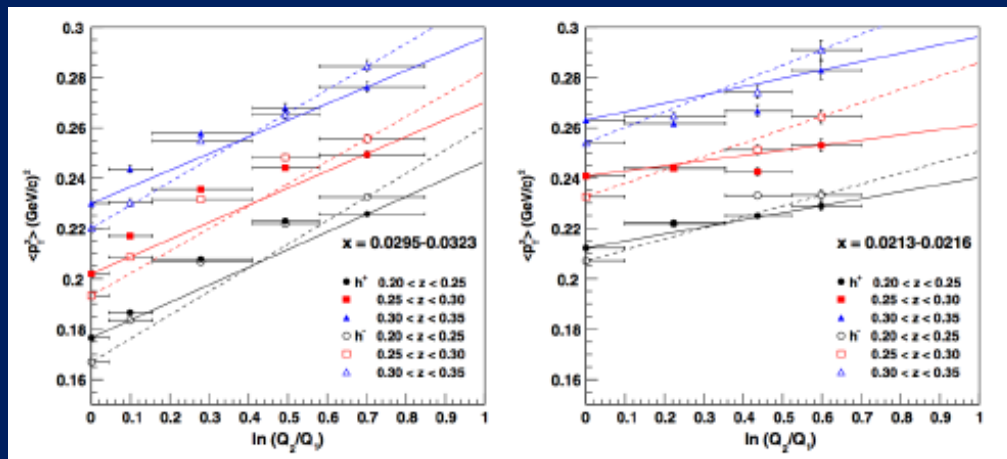 <p²_T> (GeV/c)²
0.3
0.28
0.26
0.24
0.22
0.2
0.18
0.16
x = 0.0295-0.0323
h⁺ 0.20 < z < 0.25
0.25 < z < 0.30
0.30 < z < 0.35
h⁻ 0.20 < z < 0.25
0.25 < z < 0.30
0.30 < z < 0.35
0 0.1 0.2 0.3 0.4 0.5 0.6 0.7 0.8 0.9 1
ln (Q₂/Q₁)
<p²_T> (GeV/c)²
0.3
0.28
0.26
0.24
0.22
0.2
0.18
0.16
x = 0.0213-0.0216
h⁺ 0.20 < z < 0.25
0.25 < z < 0.30
0.30 < z < 0.35
h⁻ 0.20 < z < 0.25
0.25 < z < 0.30
0.30 < z < 0.35
0 0.1 0.2 0.3 0.4 0.5 0.6 0.7 0.8 0.9 1
ln (Q₂/Q₁)